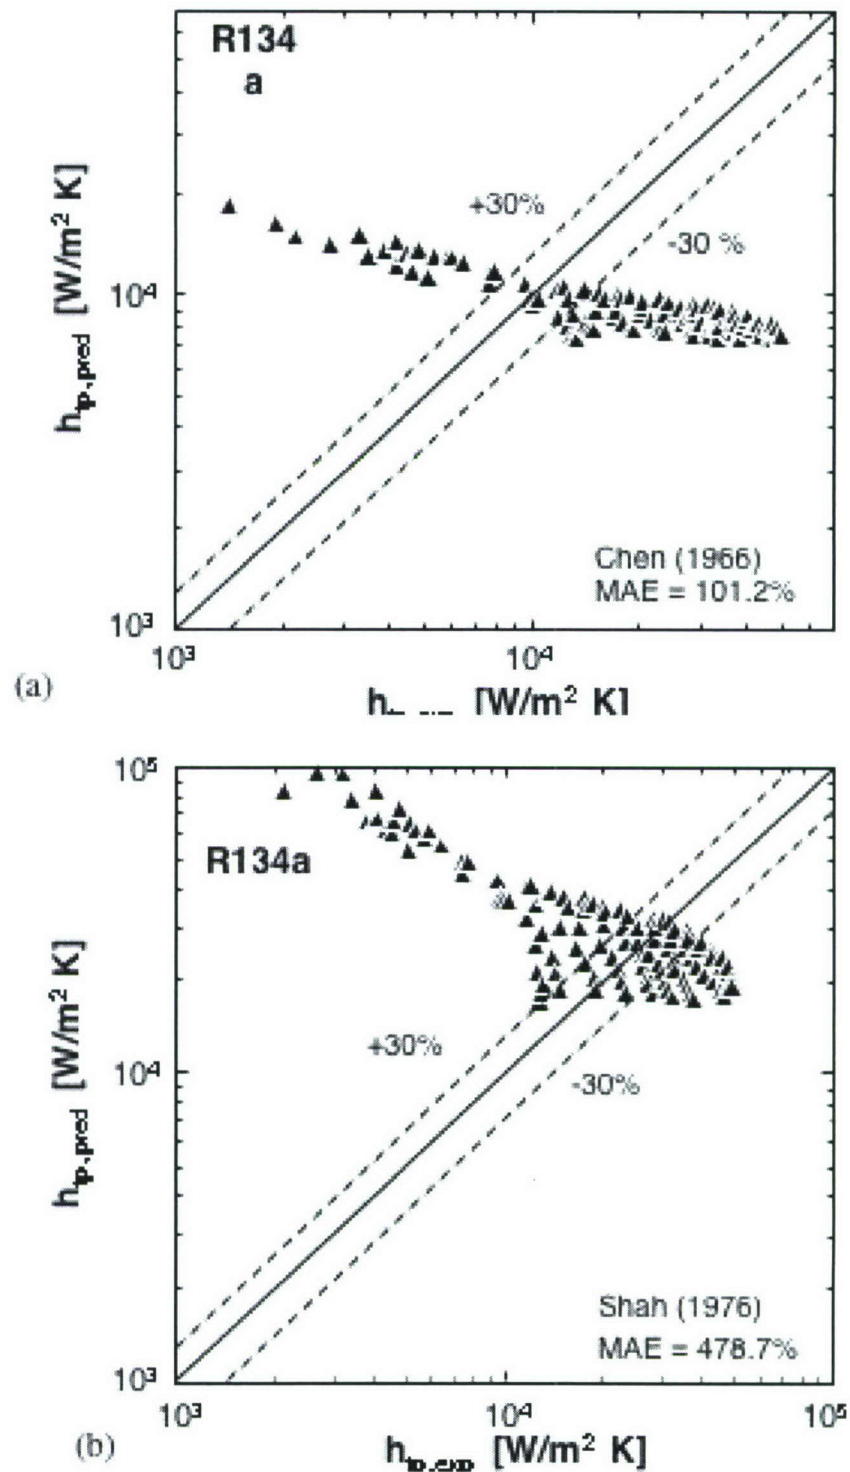 R134
a
+30%
-30 %
10⁴
10³
h_tp,pred [W/m² K]
Chen (1966)
MAE = 101.2%
10³
10⁴
(a)
[W/m² K]
10⁵
R134a
h_tp,pred [W/m² K]
10⁴
+30%
-30%
Shah (1976)
MAE = 478.7%
10³
10³
10⁴
10⁵
(b)
h_tp,exp [W/m² K]